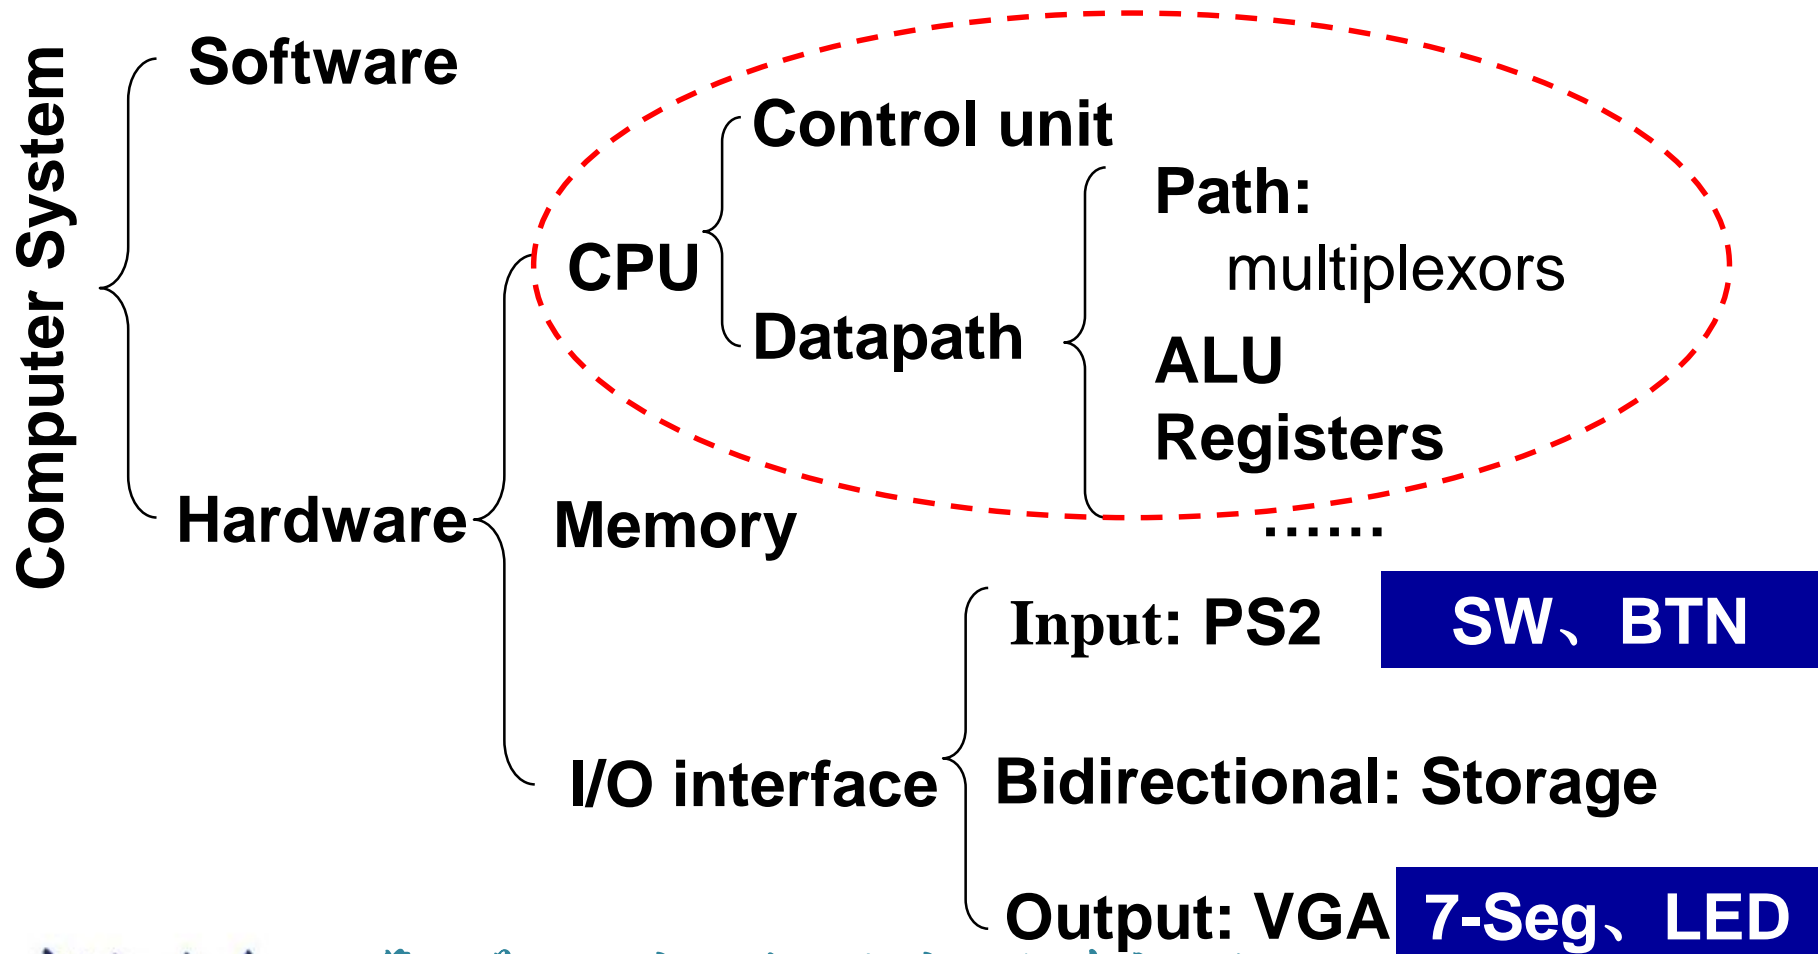 Computer System
Software
Control unit
Path:
multiplexors
CPU
Datapath
ALU
Registers
Hardware
Memory
……
Input: PS2
SW、BTN
I/O interface
Bidirectional: Storage
Output: VGA
7-Seg、LED